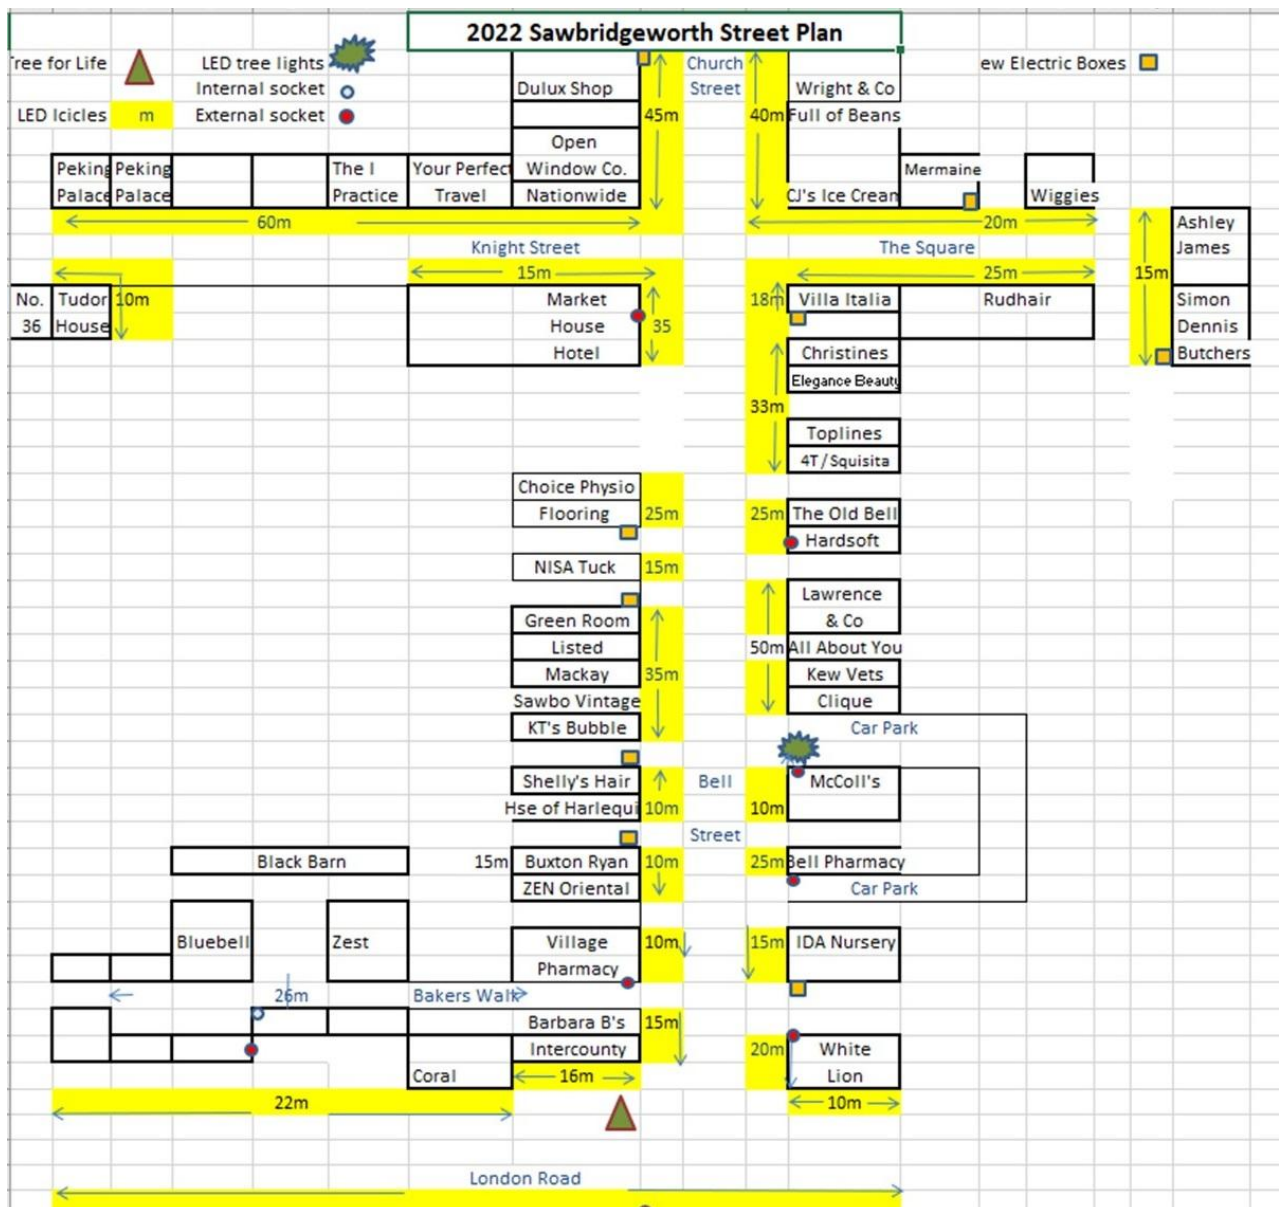 2022 Sawbridgeworth Street Plan
ree for Life
LED tree lights
Church
ew Electric Boxes
Internal socket
Dulux Shop
Street
Wright & Co
LED Icicles
m
External socket
45m
40m
Full of Beans
Open
Peking
Peking
The I
Your Perfect
Window Co.
Mermaine
Palace
Palace
Practice
Travel
Nationwide
CJ's Ice Cream
Wiggies
60m
20m
Ashley
Knight Street
The Square
James
15m
25m
15m
No.
Tudor
10m
Market
18m
Villa Italia
Rudhair
Simon
36
House
House
35
Dennis
Hotel
Christines
Butchers
Elegance Beauty
33m
Toplines
4T/Squisita
Choice Physio
Flooring
25m
25m
The Old Bell
Hardsoft
NISA Tuck
15m
Lawrence
Green Room
& Co
Listed
50m
All About You
Mackay
35m
Kew Vets
Sawbo Vintage
Clique
KT's Bubble
Car Park
Shelly's Hair
Bell
McColl's
Hse of Harlequi
10m
10m
Street
Black Barn
15m
Buxton Ryan
10m
25m
Bell Pharmacy
ZEN Oriental
Car Park
Bluebell
Zest
Village
10m
15m
IDA Nursery
Pharmacy
26m
Bakers Walk
Barbara B's
15m
Intercounty
20m
White
Coral
16m
Lion
22m
10m
London Road